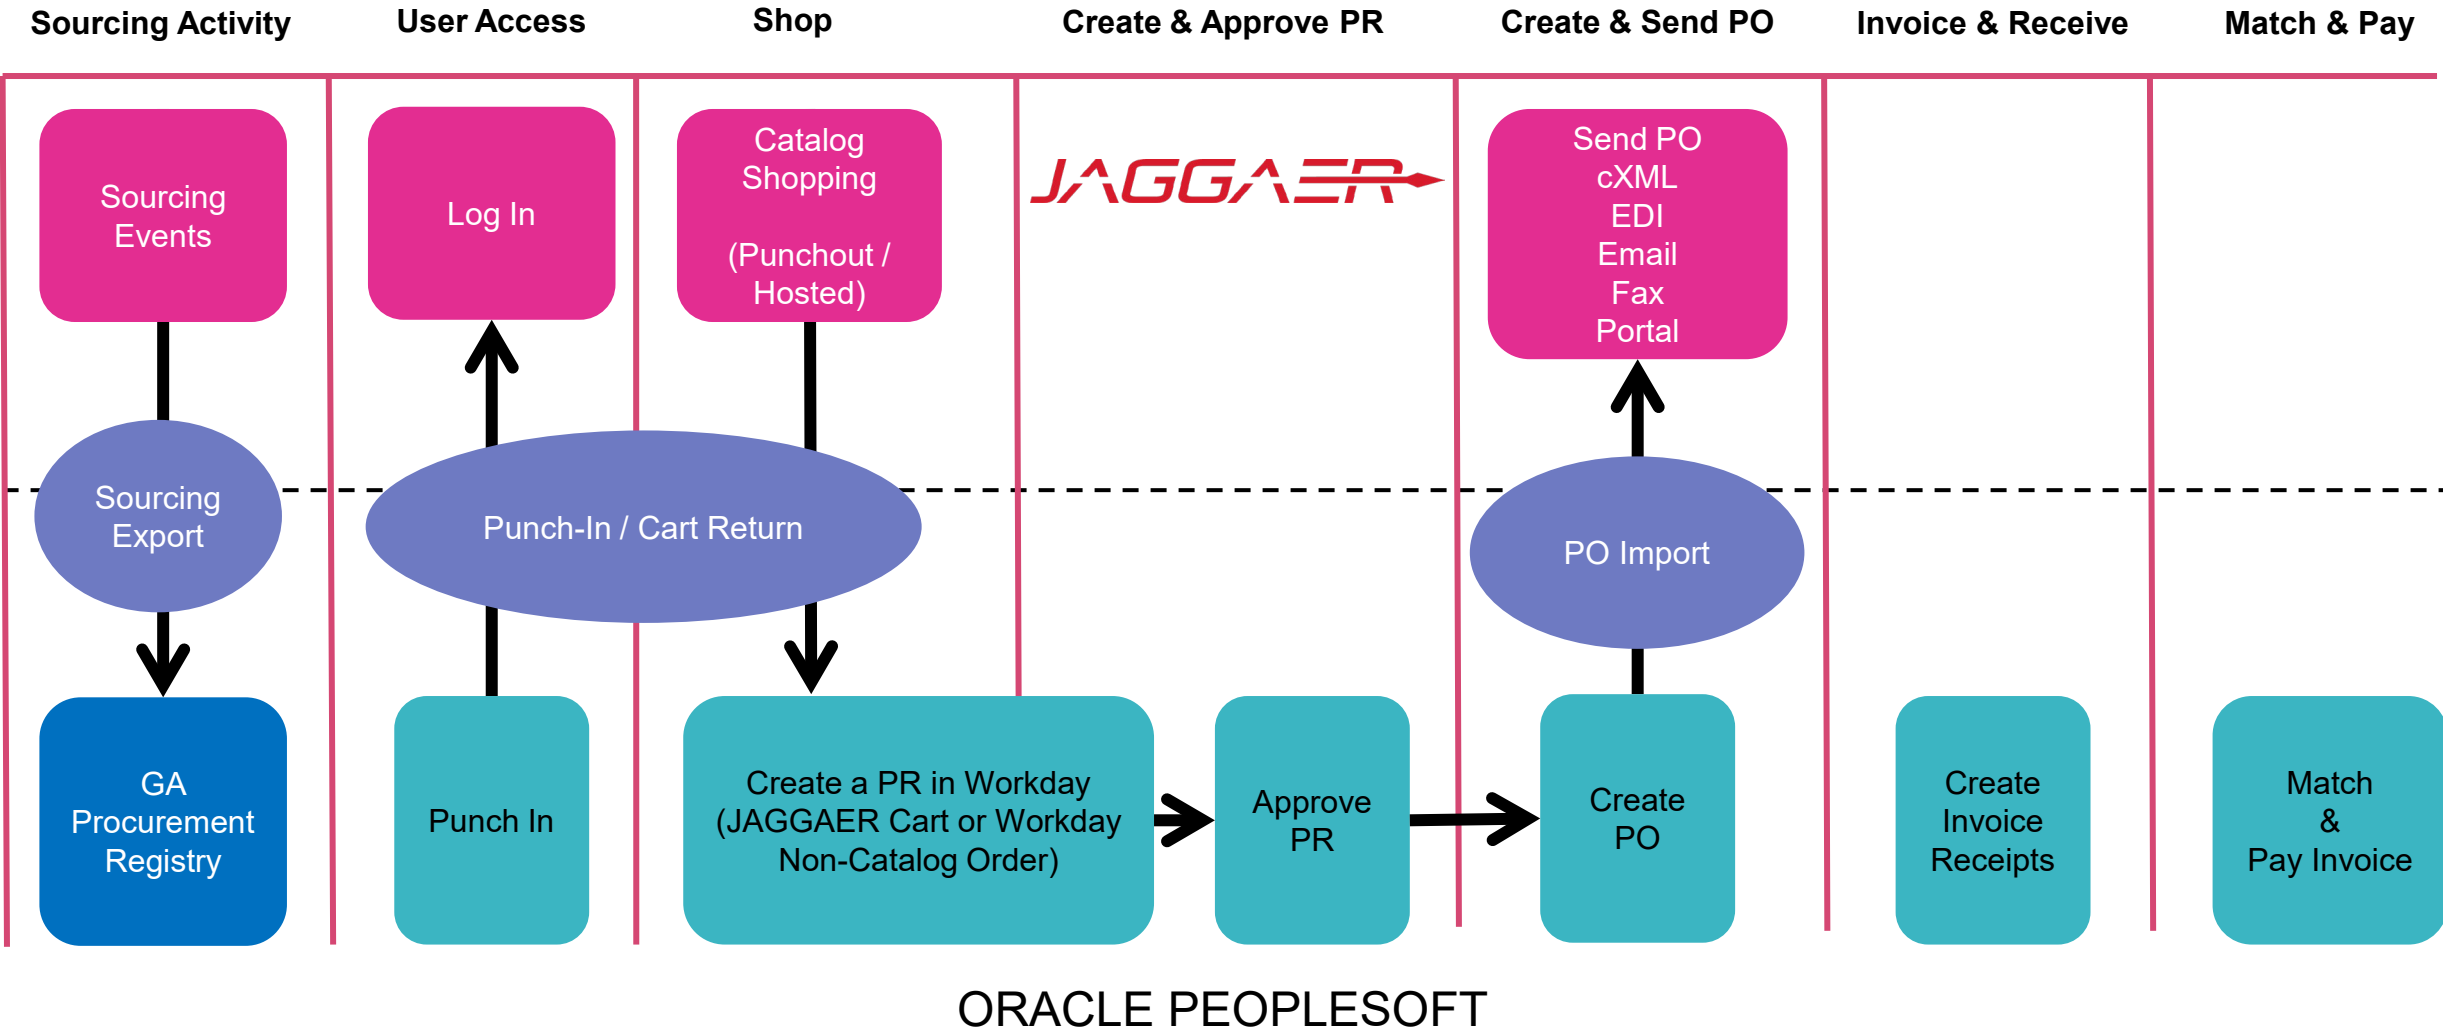 Sourcing Activity
User Access
Shop
Create & Approve PR
Create & Send PO
Invoice & Receive
Match & Pay
Sourcing
Events
Log In
Catalog
Shopping
(Punchout /
Hosted)
JAGGAER
Send PO
cXML
EDI
Email
Fax
Portal
Sourcing
Export
Punch-In / Cart Return
PO Import
GA
Procurement
Registry
Punch In
Create a PR in Workday
(JAGGAER Cart or Workday
Non-Catalog Order)
Approve
PR
Create
PO
Create
Invoice
Receipts
Match
&
Pay Invoice
ORACLE PEOPLESOFT